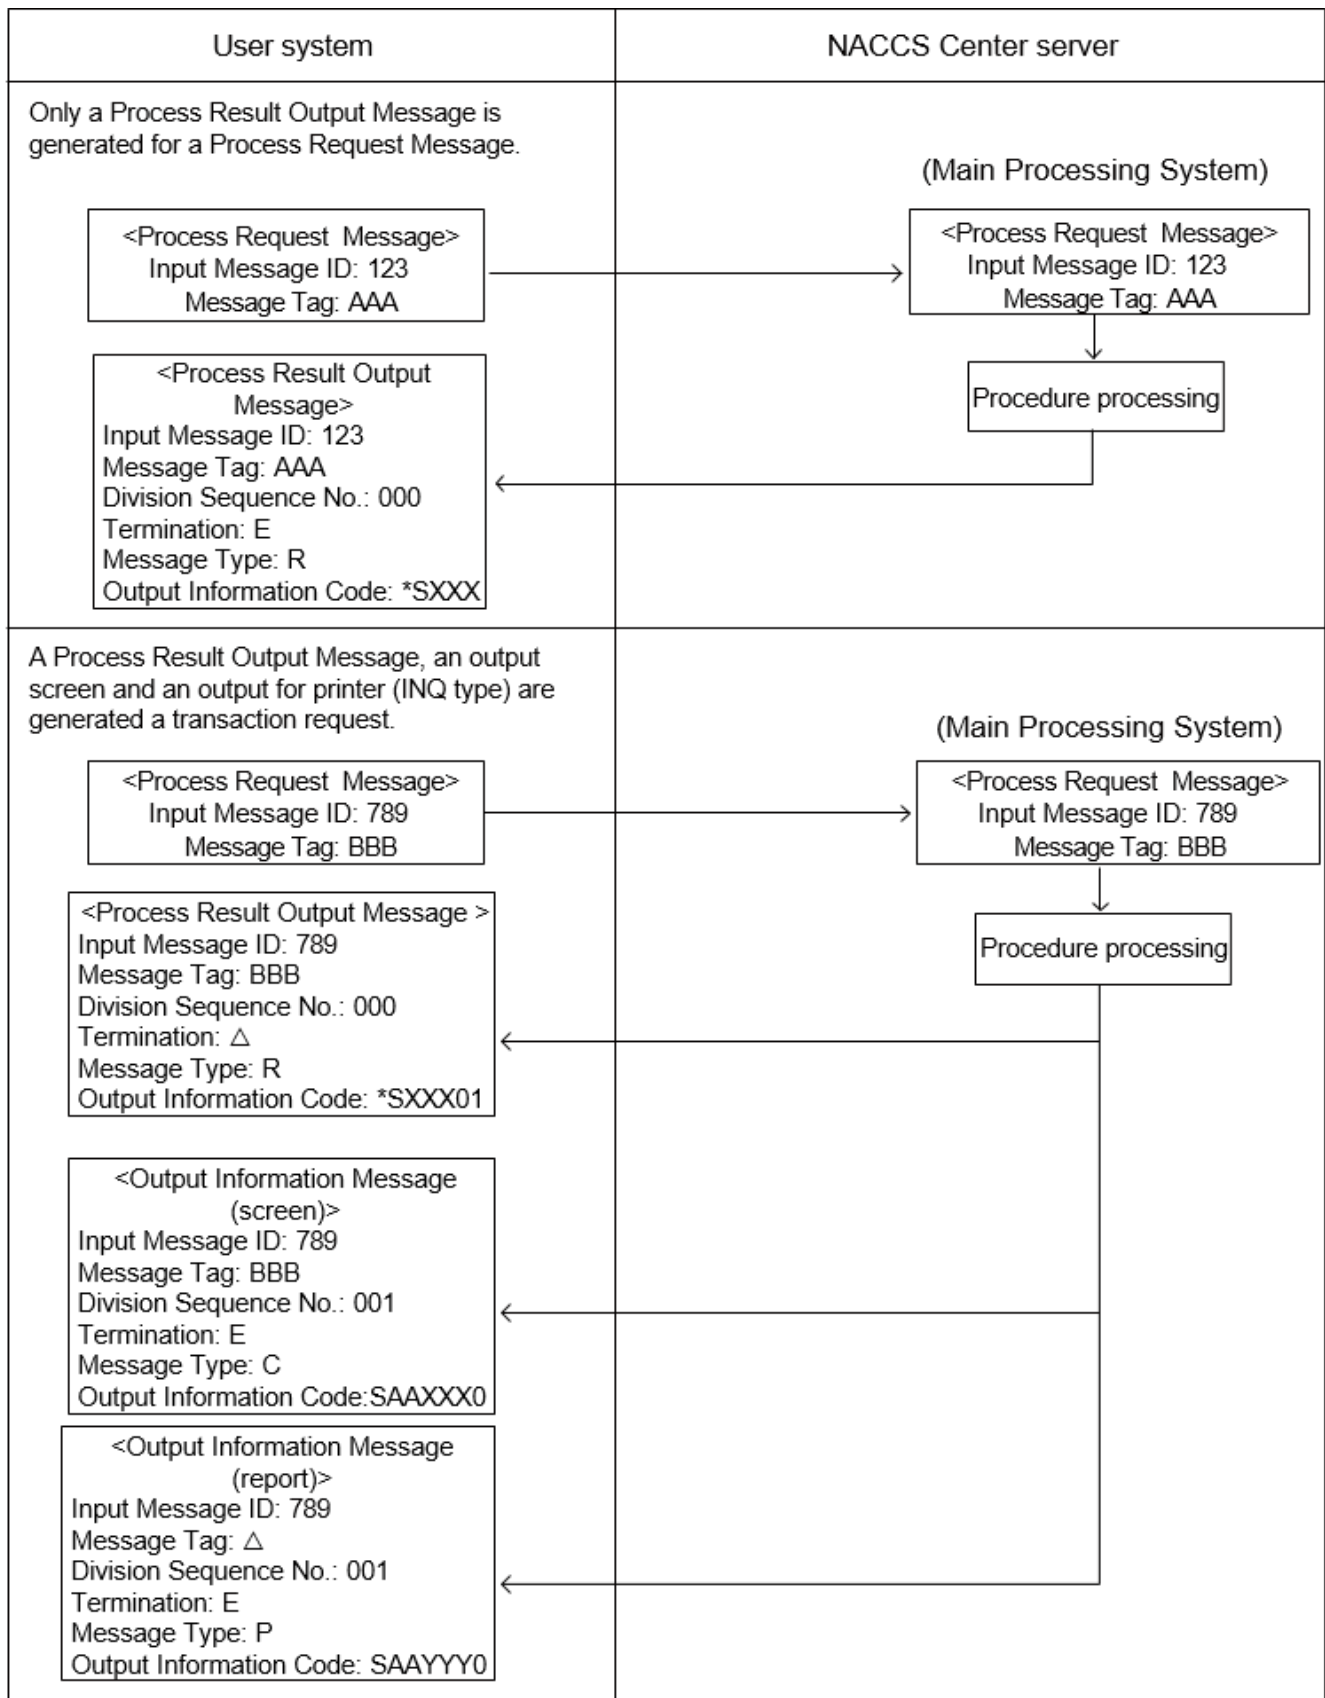 User system
NACCS Center server
Only a Process Result Output Message is
generated for a Process Request Message.
(Main Processing System)
<Process Request  Message>
Input Message ID: 123
Message Tag: AAA
<Process Request  Message>
Input Message ID: 123
Message Tag: AAA
<Process Result Output
Message>
Input Message ID: 123
Message Tag: AAA
Division Sequence No.: 000
Termination: E
Message Type: R
Output Information Code: *SXXX
Procedure processing
A Process Result Output Message, an output
screen and an output for printer (INQ type) are
generated a transaction request.
(Main Processing System)
<Process Request  Message>
Input Message ID: 789
Message Tag: BBB
<Process Request  Message>
Input Message ID: 789
Message Tag: BBB
<Process Result Output Message >
Input Message ID: 789
Message Tag: BBB
Division Sequence No.: 000
Termination: △
Message Type: R
Output Information Code: *SXXX01
Procedure processing
<Output Information Message
(screen)>
Input Message ID: 789
Message Tag: BBB
Division Sequence No.: 001
Termination: E
Message Type: C
Output Information Code:SAAXXX0
<Output Information Message
(report)>
Input Message ID: 789
Message Tag: △
Division Sequence No.: 001
Termination: E
Message Type: P
Output Information Code: SAAYYY0